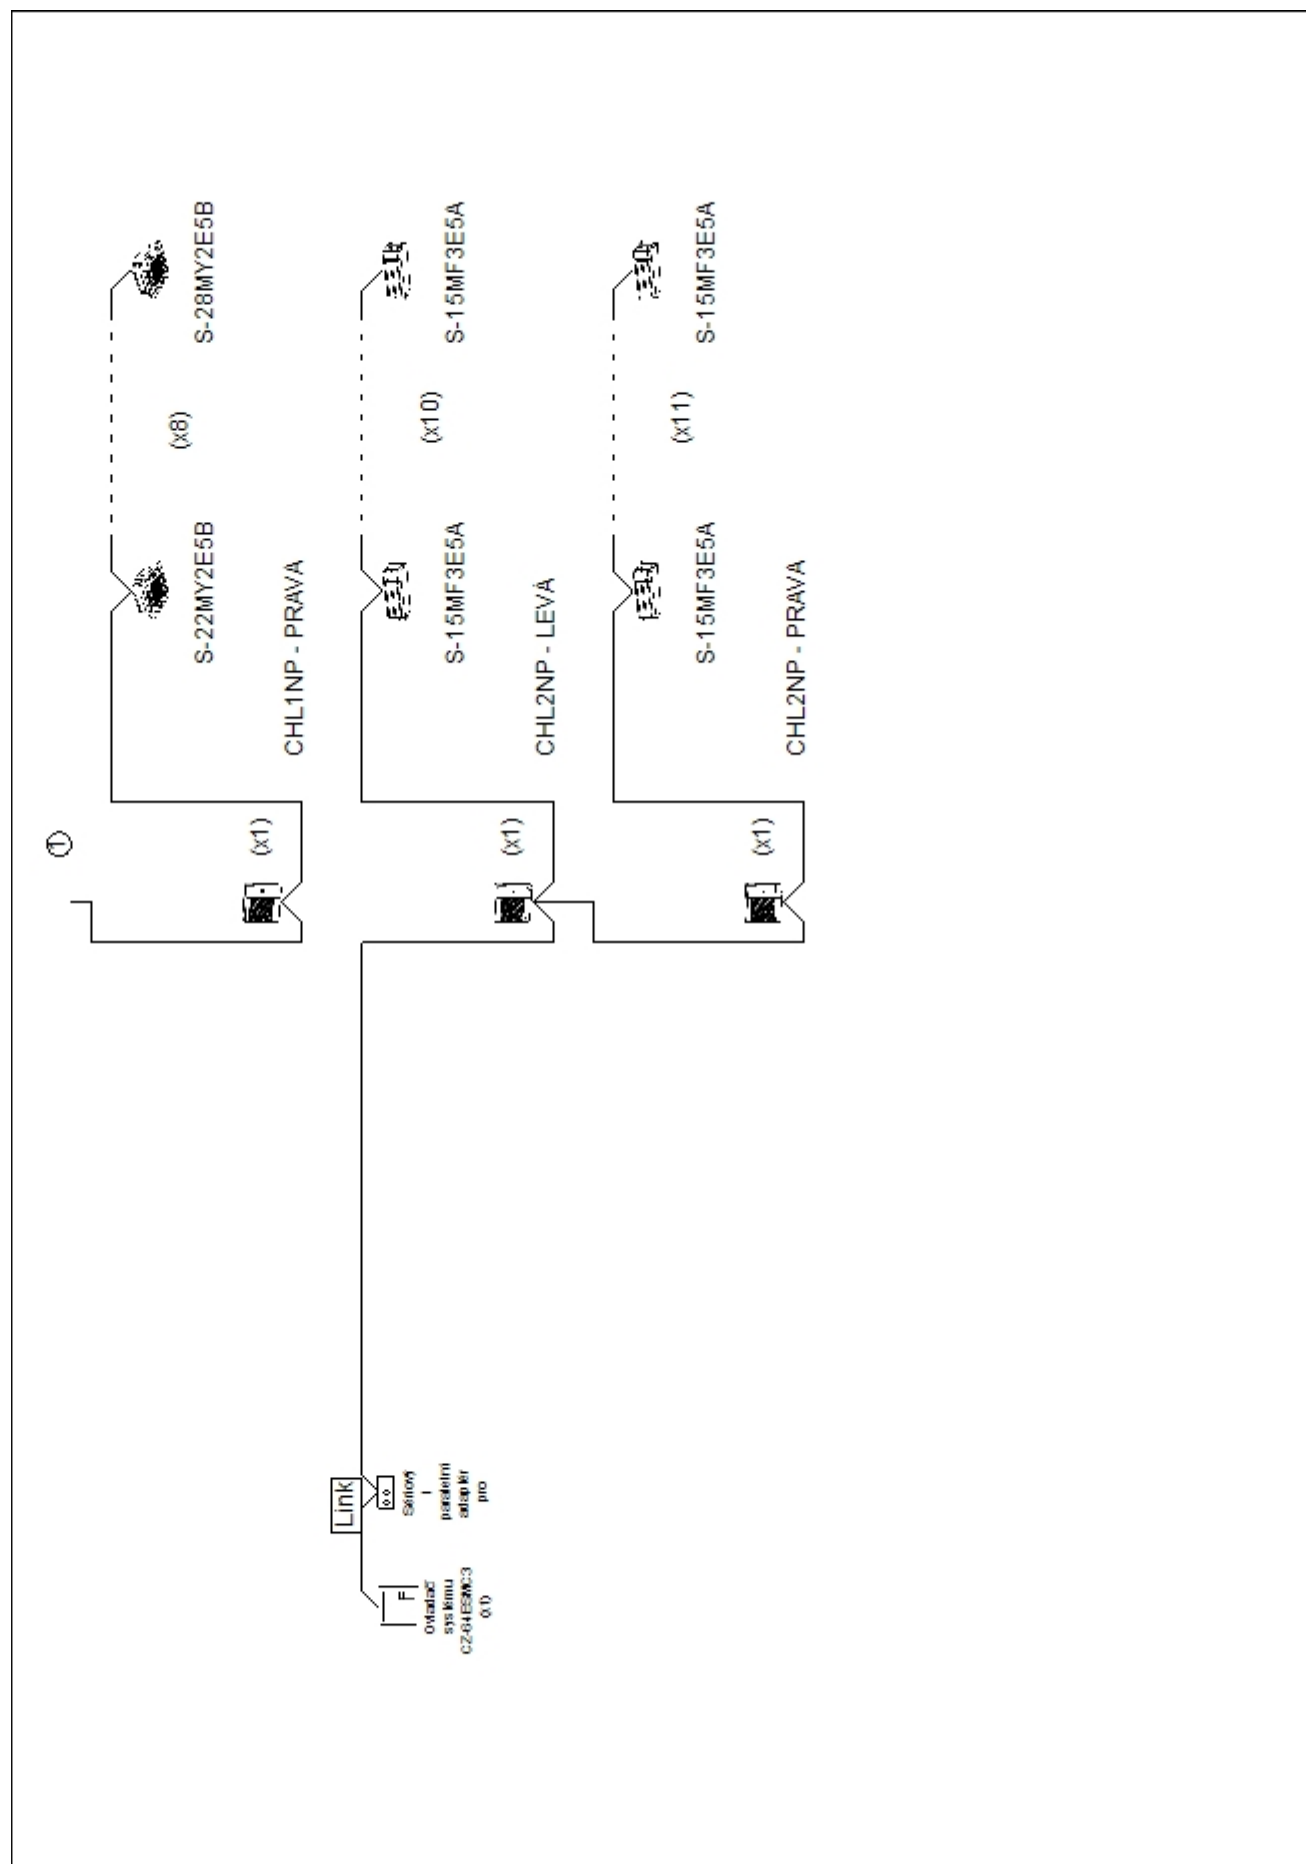 ①
S-22MY2E5B
(x8)
S-28MY2E5B
(x1)
CHL1NP - PRAVA
S-15MF3E5A
(x10)
S-15MF3E5A
(x1)
CHL2NP - LEVA
S-15MF3E5A
(x11)
S-15MF3E5A
(x1)
CHL2NP - PRAVA
Link
Sériový
paralelní
adaptér
pro
ovladač
systému
CZ-64ESMC3
(x1)